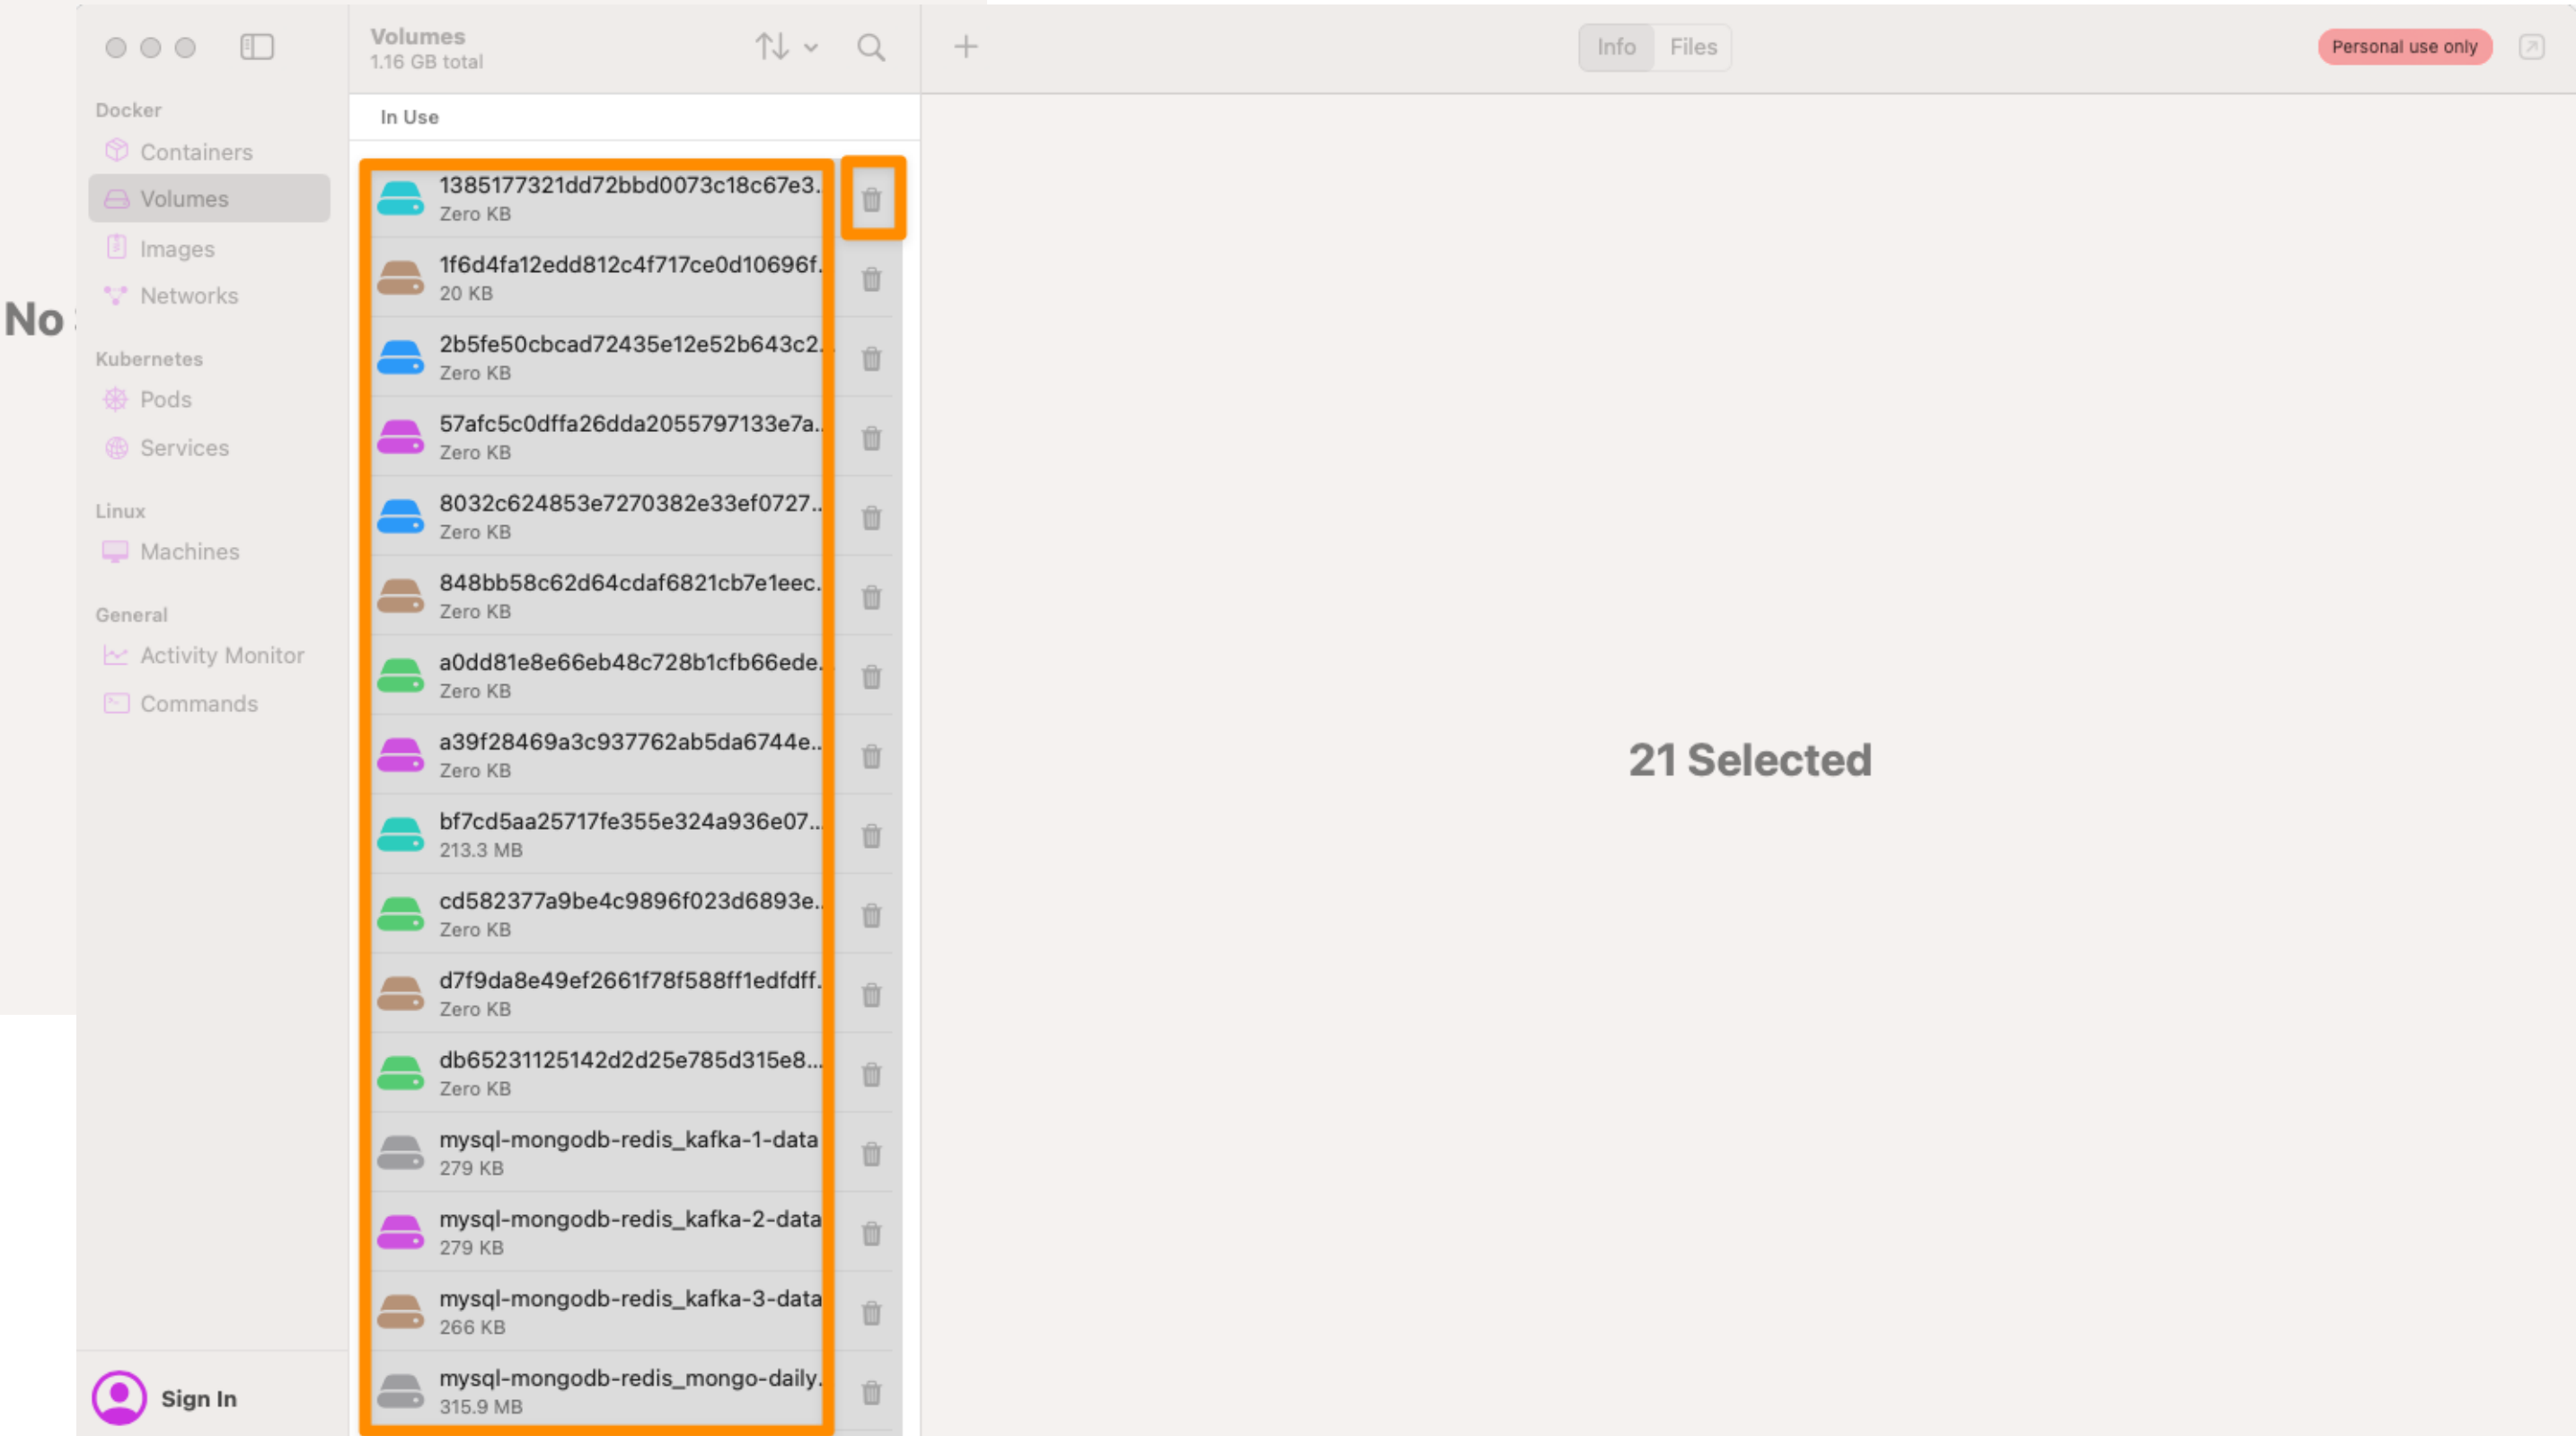 Volumes
1.16 GB total
Info
Files
Personal use only
Docker
Containers
Volumes
Images
Networks
Kubernetes
Pods
Services
Linux
Machines
General
Activity Monitor
Commands
Sign In
No
In Use
1385177321dd72bbd0073c18c67e3..
Zero KB
1f6d4fa12edd812c4f717ce0d10696f.
20 KB
2b5fe50cbcad72435e12e52b643c2..
Zero KB
57afc5c0dffa26dda2055797133e7a..
Zero KB
8032c624853e7270382e33ef0727..
Zero KB
848bb58c62d64cdaf6821cb7e1eec.
Zero KB
a0dd81e8e66eb48c728b1cfb66ede.
Zero KB
a39f28469a3c937762ab5da6744e..
Zero KB
bf7cd5aa25717fe355e324a936e07...
213.3 MB
cd582377a9be4c9896f023d6893e..
Zero KB
d7f9da8e49ef2661f78f588ff1edfdff.
Zero KB
db65231125142d2d25e785d315e8...
Zero KB
mysql-mongodb-redis_kafka-1-data
279 KB
mysql-mongodb-redis_kafka-2-data
279 KB
mysql-mongodb-redis_kafka-3-data
266 KB
mysql-mongodb-redis_mongo-daily.
315.9 MB
21 Selected